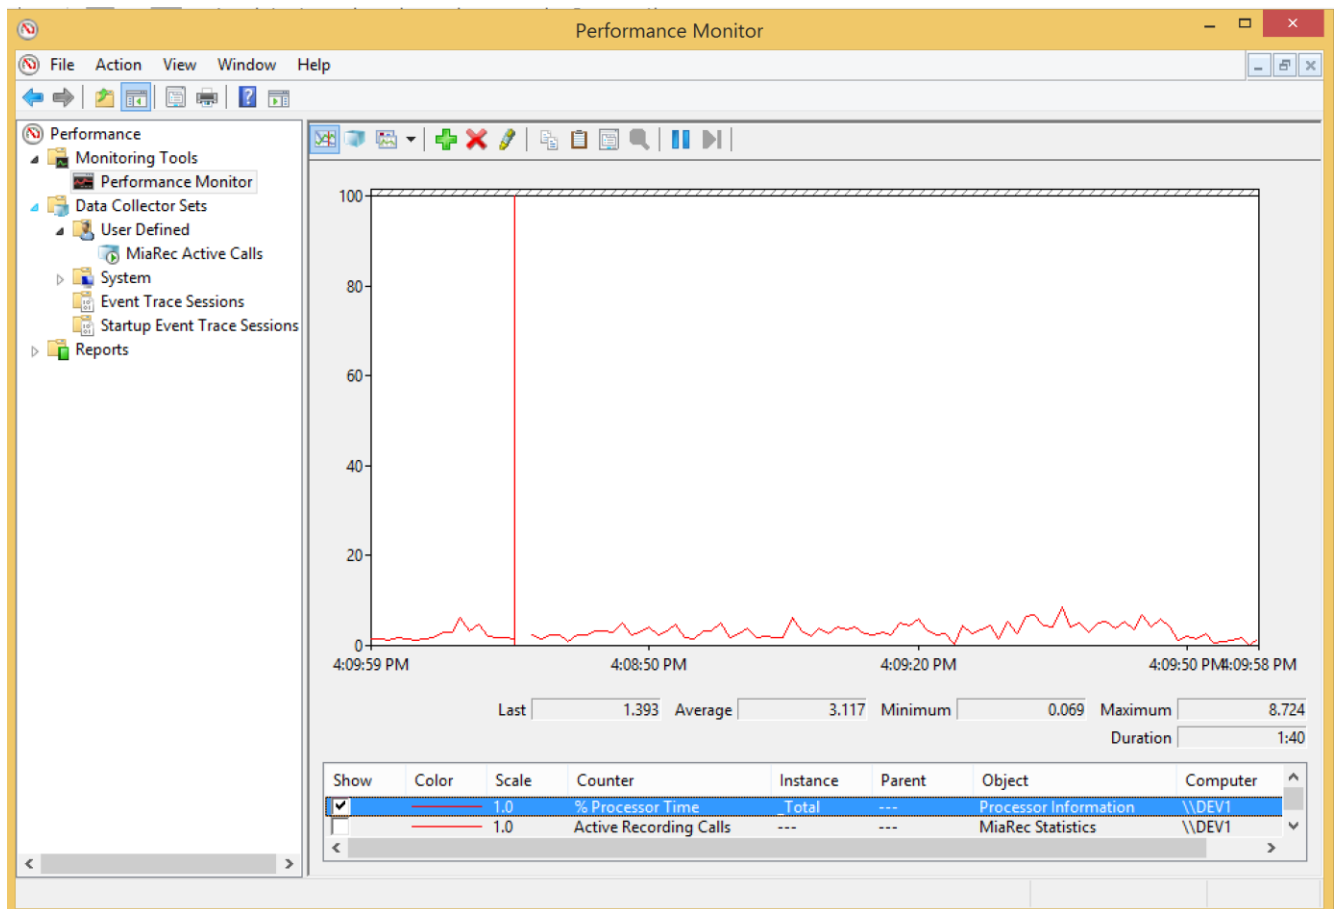 Performance Monitor
File Action View Window Help
Performance
Monitoring Tools
Performance Monitor
Data Collector Sets
User Defined
MiaRec Active Calls
System
Event Trace Sessions
Startup Event Trace Sessions
Reports
100
80
60
40
20
0
4:09:59 PM 4:08:50 PM 4:09:20 PM 4:09:50 PM 4:09:58 PM
Last 1.393 Average 3.117 Minimum 0.069 Maximum 8.724
Duration 1:40
Show Color Scale Counter Instance Parent Object Computer
1.0 % Processor Time _Total --- Processor Information \\DEV1
1.0 Active Recording Calls --- --- MiaRec Statistics \\DEV1